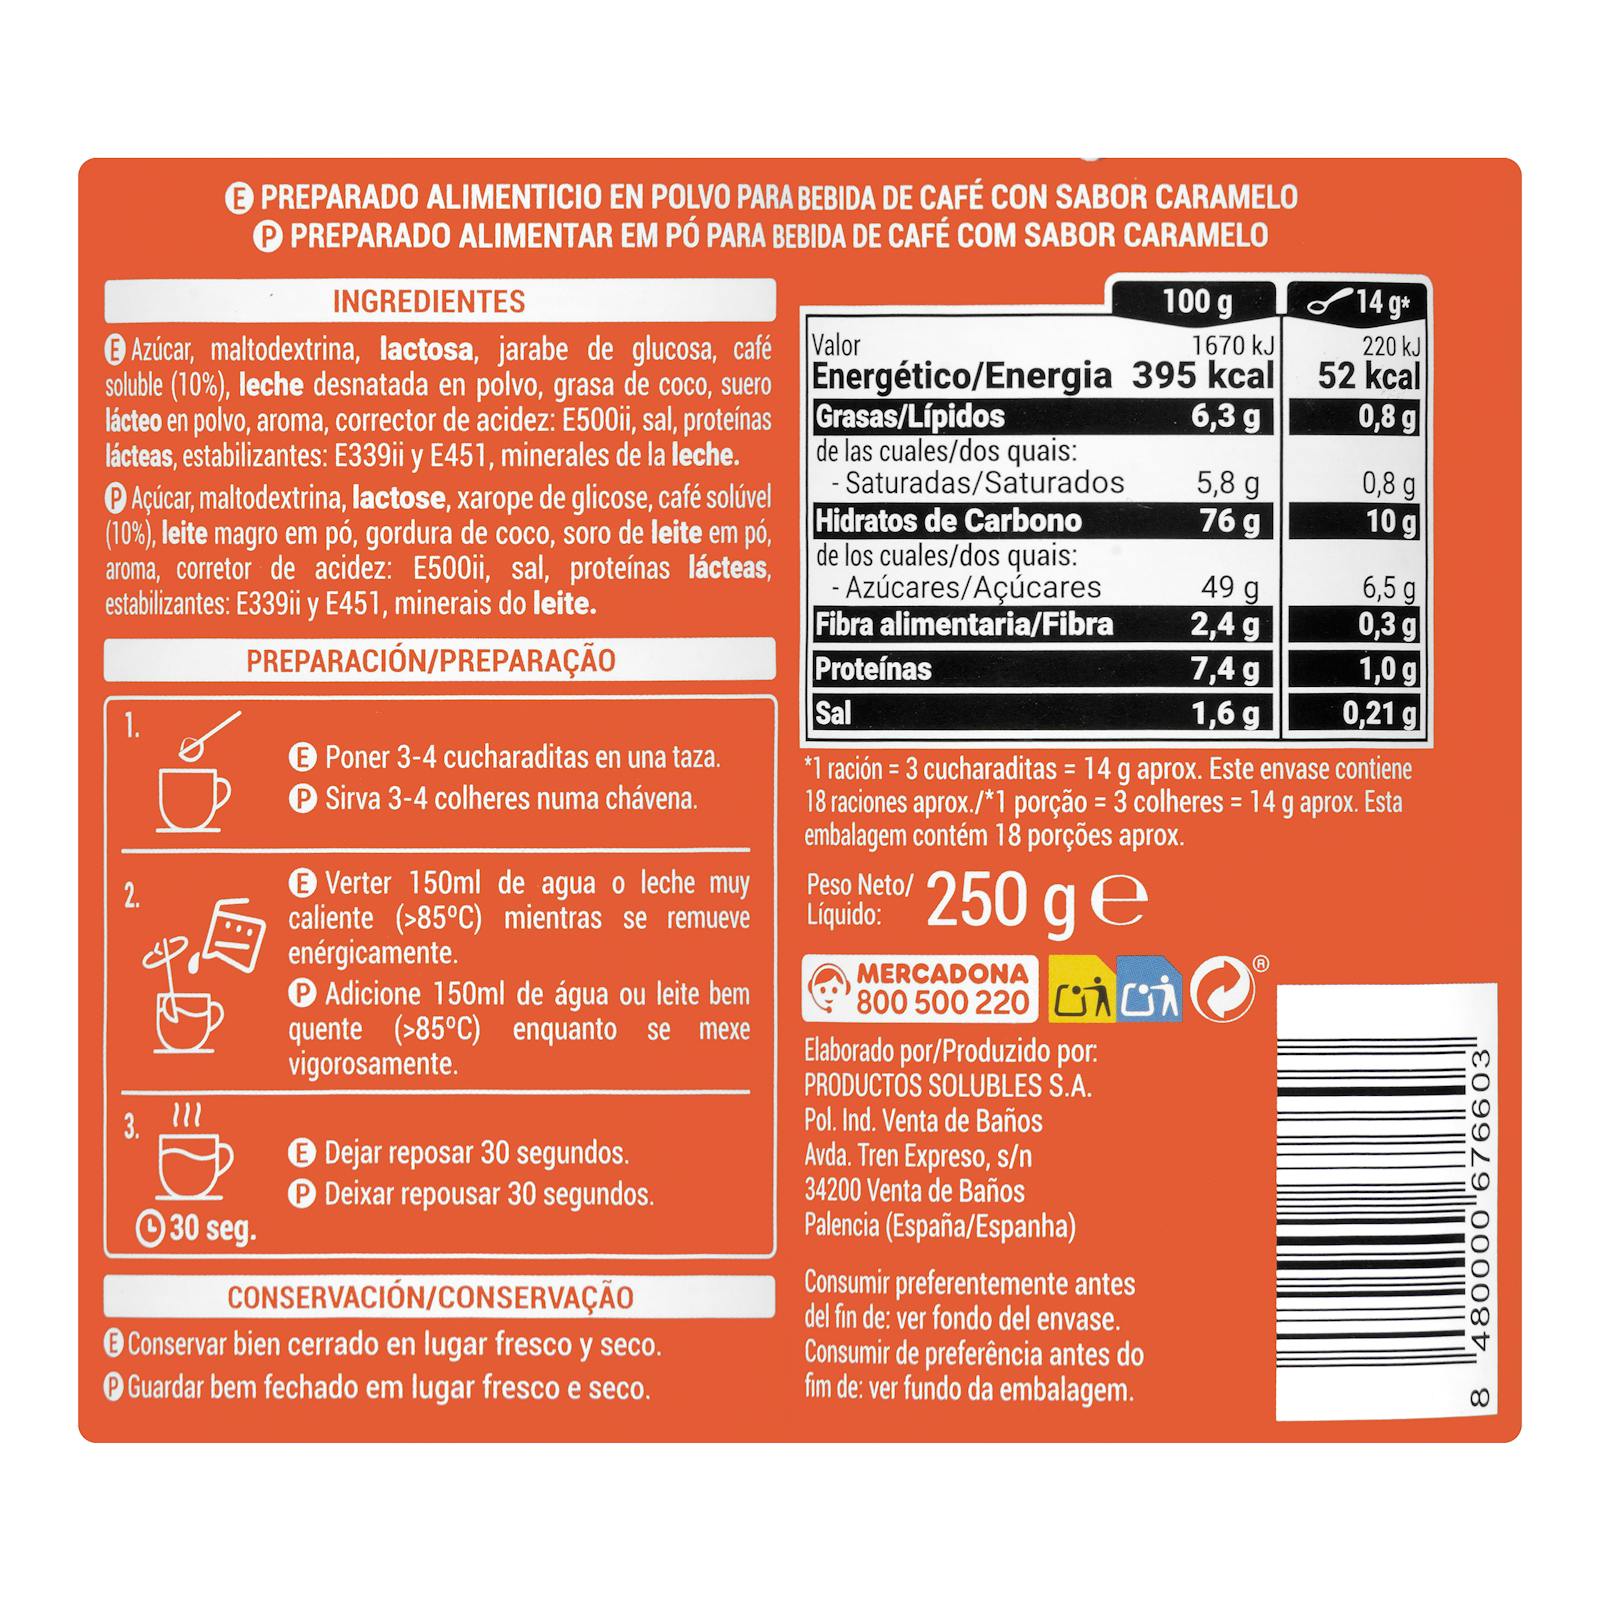 E PREPARADO ALIMENTICIO EN POLVO PARA BEBIDA DE CAFÉ CON SABOR CARAMELO
P PREPARADO ALIMENTAR EM PÓ PARA BEBIDA DE CAFÉ COM SABOR CARAMELO
INGREDIENTES
E Azúcar, maltodextrina, lactosa, jarabe de glucosa, café
soluble (10%), leche desnatada en polvo, grasa de coco, suero
lácteo en polvo, aroma, corrector de acidez: E500ii, sal, proteínas
lácteas, estabilizantes: E339ii y E451, minerales de la leche.
P Açúcar, maltodextrina, lactose, xarope de glicose, café solúvel
(10%), leite magro em pó, gordura de coco, soro de leite em pó,
aroma, corretor de acidez: E500ii, sal, proteínas lácteas,
estabilizantes: E339ii y E451, minerais do leite.
PREPARACIÓN/PREPARAÇÃO
1.
E Poner 3-4 cucharaditas en una taza.
P Sirva 3-4 colheres numa chávena.
2.
E Verter 150ml de agua o leche muy
caliente (>85ºC) mientras se remueve
enérgicamente.
P Adicione 150ml de água ou leite bem
quente (>85ºC) enquanto se mexe
vigorosamente.
3.
E Dejar reposar 30 segundos.
P Deixar repousar 30 segundos.
30 seg.
CONSERVACIÓN/CONSERVAÇÃO
E Conservar bien cerrado en lugar fresco y seco.
P Guardar bem fechado em lugar fresco e seco.
100 g 14 g*
Valor 1670 kJ 220 kJ
Energético/Energia 395 kcal 52 kcal
Grasas/Lípidos 6,3 g 0,8 g
de las cuales/dos quais:
- Saturadas/Saturados 5,8 g 0,8 g
Hidratos de Carbono 76 g 10 g
de los cuales/dos quais:
- Azúcares/Açúcares 49 g 6,5 g
Fibra alimentaria/Fibra 2,4 g 0,3 g
Proteínas 7,4 g 1,0 g
Sal 1,6 g 0,21 g
*1 ración = 3 cucharaditas = 14 g aprox. Este envase contiene
18 raciones aprox./*1 porção = 3 colheres = 14 g aprox. Esta
embalagem contém 18 porções aprox.
Peso Neto/
Líquido: 250 g e
MERCADONA
800 500 220
®
Elaborado por/Produzido por:
PRODUCTOS SOLUBLES S.A.
Pol. Ind. Venta de Baños
Avda. Tren Expreso, s/n
34200 Venta de Baños
Palencia (España/Espanha)
Consumir preferentemente antes
del fin de: ver fondo del envase.
Consumir de preferência antes do
fim de: ver fundo da embalagem.
8 480000 676603